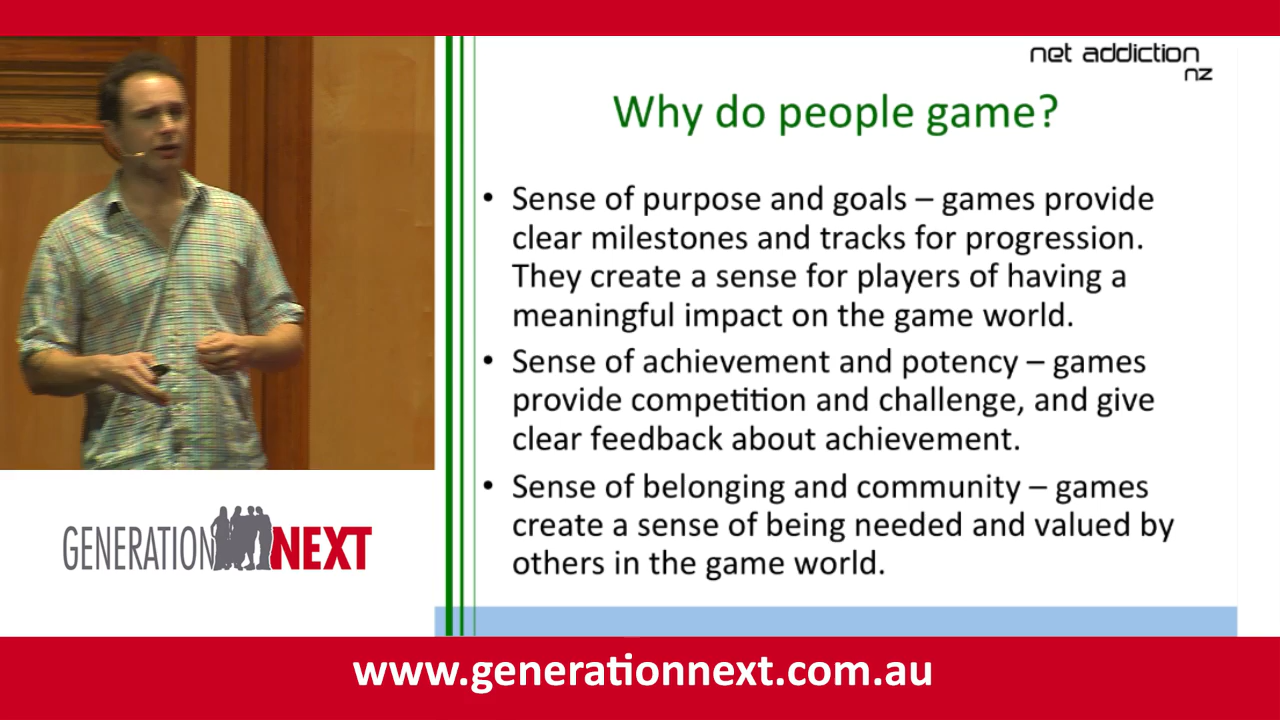 net addiction
nz
Why do people game?
• Sense of purpose and goals – games provide
clear milestones and tracks for progression.
They create a sense for players of having a
meaningful impact on the game world.
• Sense of achievement and potency – games
provide competition and challenge, and give
clear feedback about achievement.
• Sense of belonging and community – games
create a sense of being needed and valued by
others in the game world.
GENERATION NEXT
www.generationnext.com.au